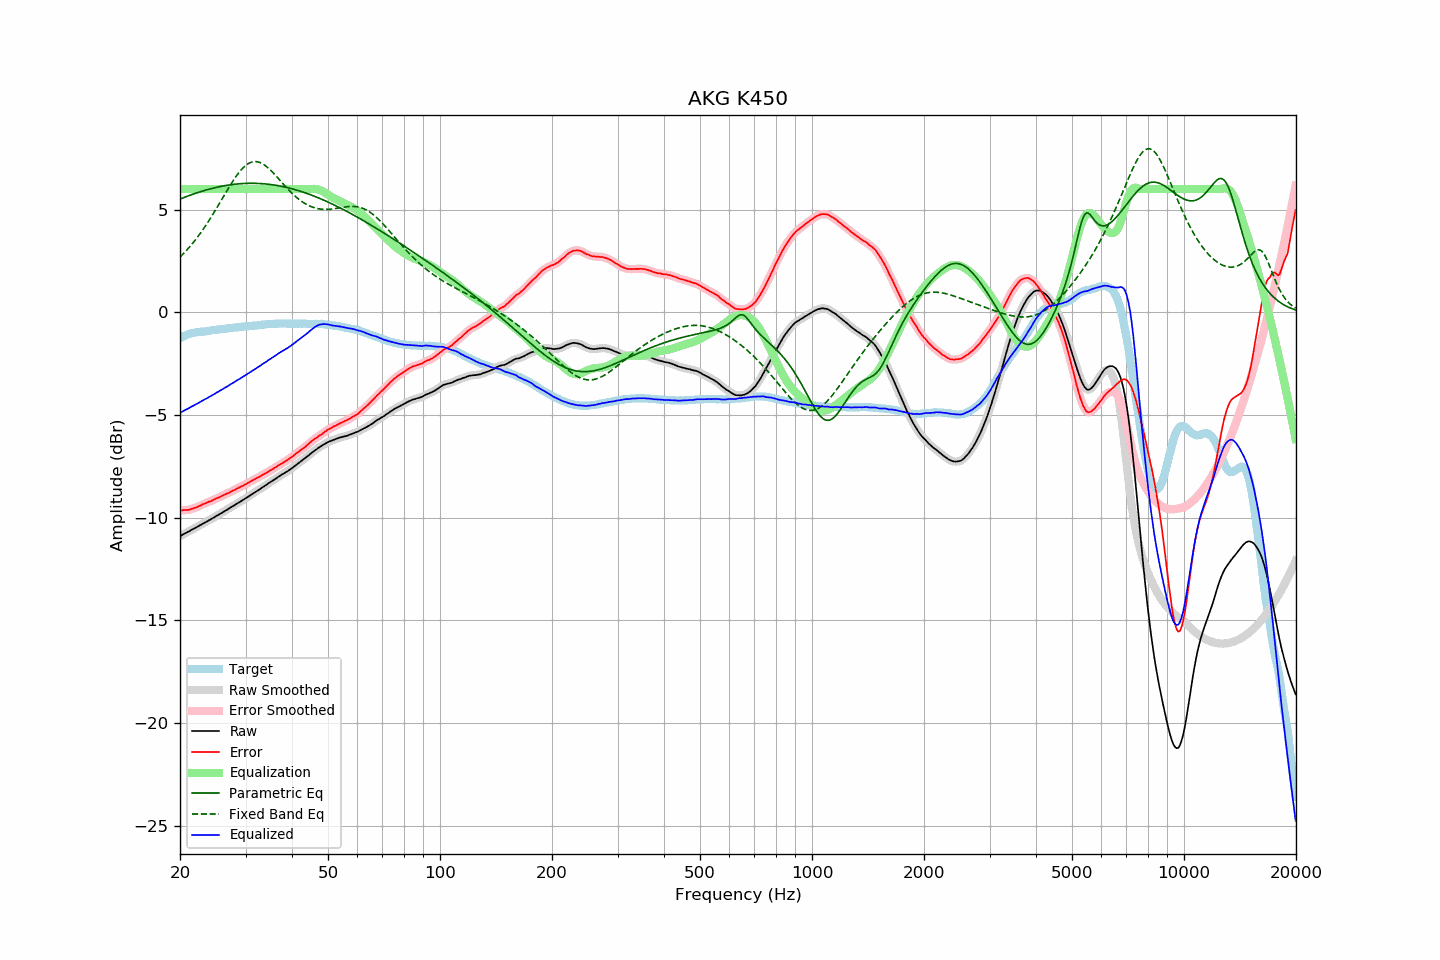 AKG K450
Amplitude (dBr)
5
0
−5
−10
−15
−20
−25
Target
Raw Smoothed
Error Smoothed
Raw
Error
Equalization
Parametric Eq
Fixed Band Eq
Equalized
20 50 100 200 500 1000 2000 5000 10000 20000
Frequency (Hz)